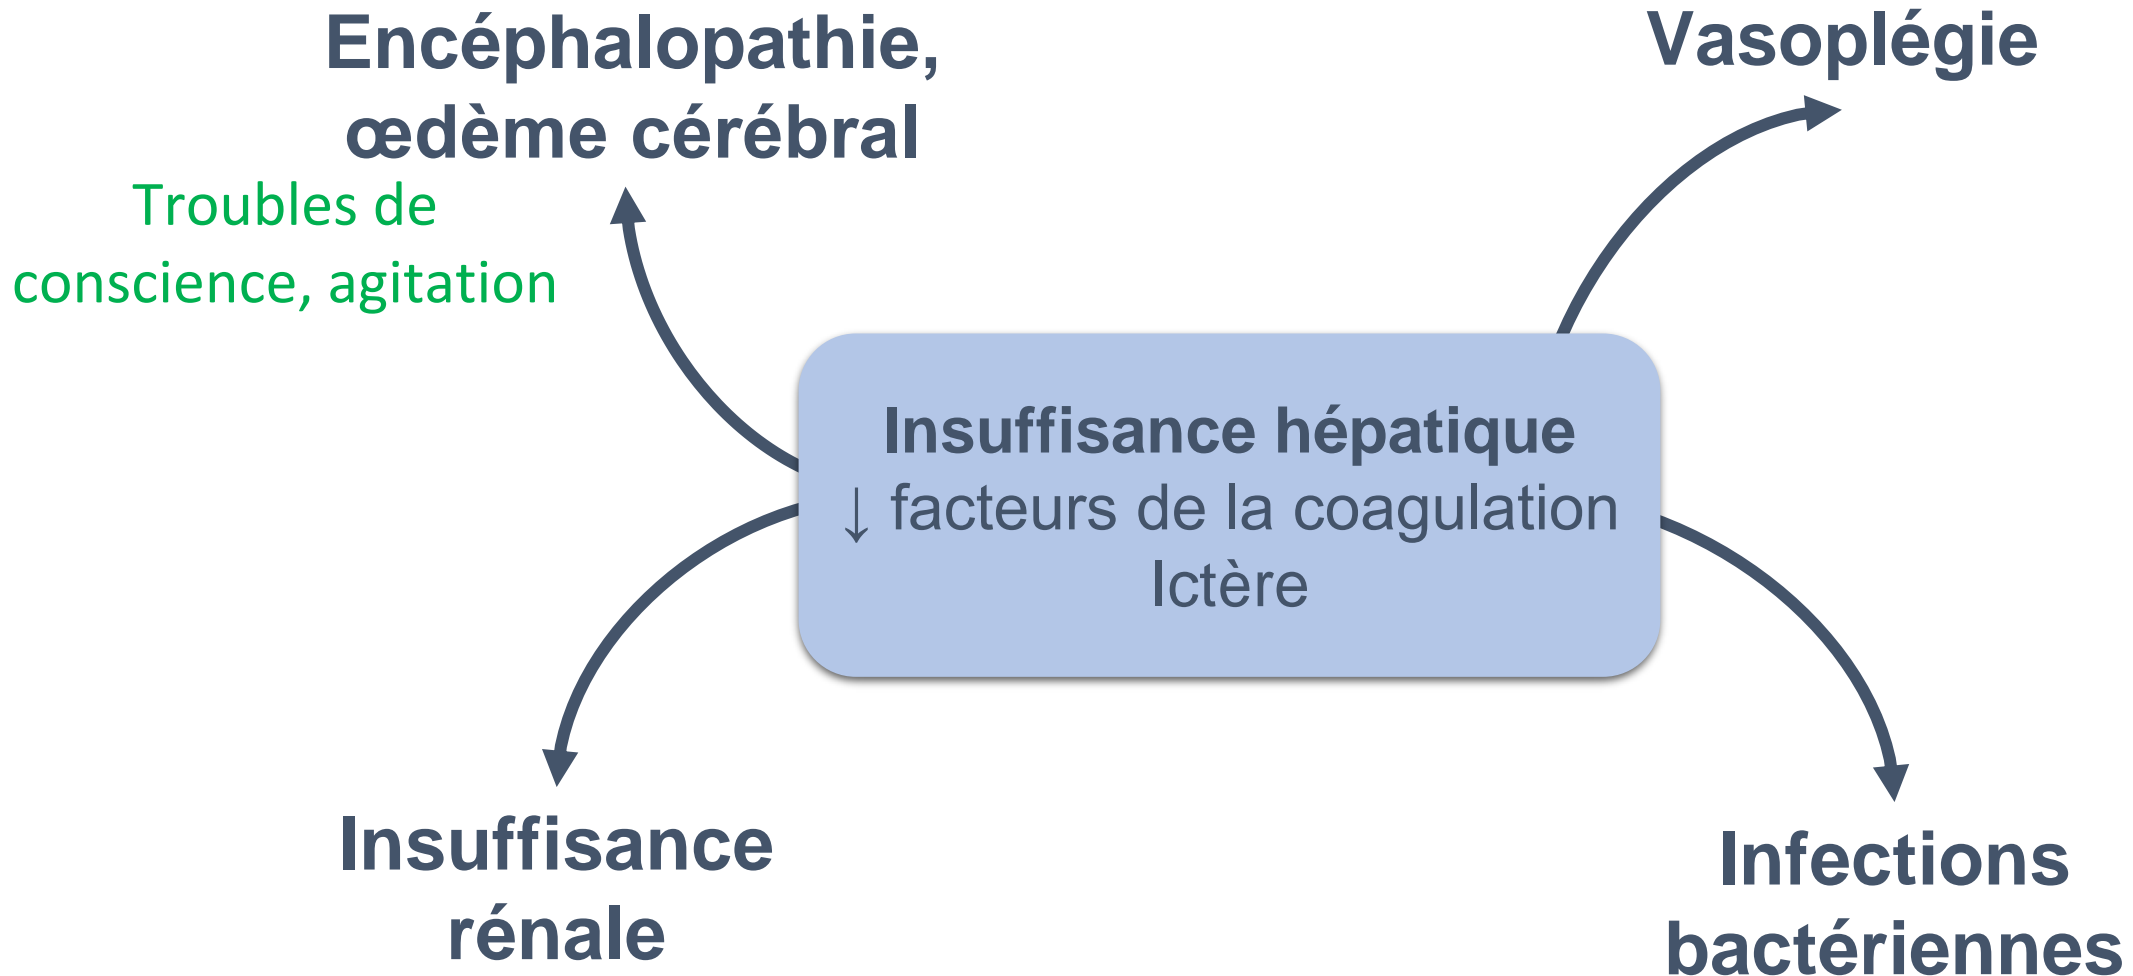 Encéphalopathie,
œdème cérébral
Troubles de
conscience, agitation
Vasoplégie
Insuffisance hépatique
↓ facteurs de la coagulation
Ictère
Insuffisance
rénale
Infections
bactériennes